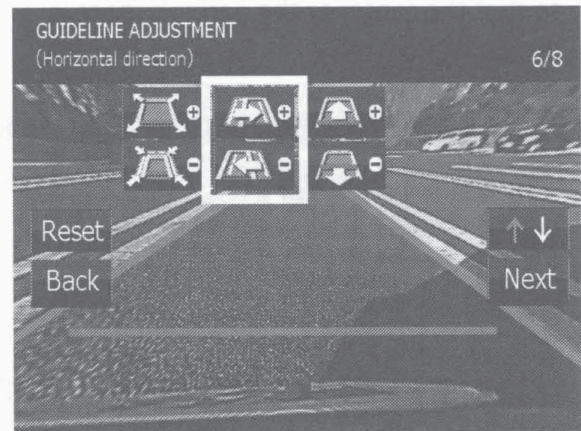 GUIDELINE ADJUSTMENT
(Horizontal direction) 6/8
+ + +
- - -
Reset ↑ ↓
Back Next